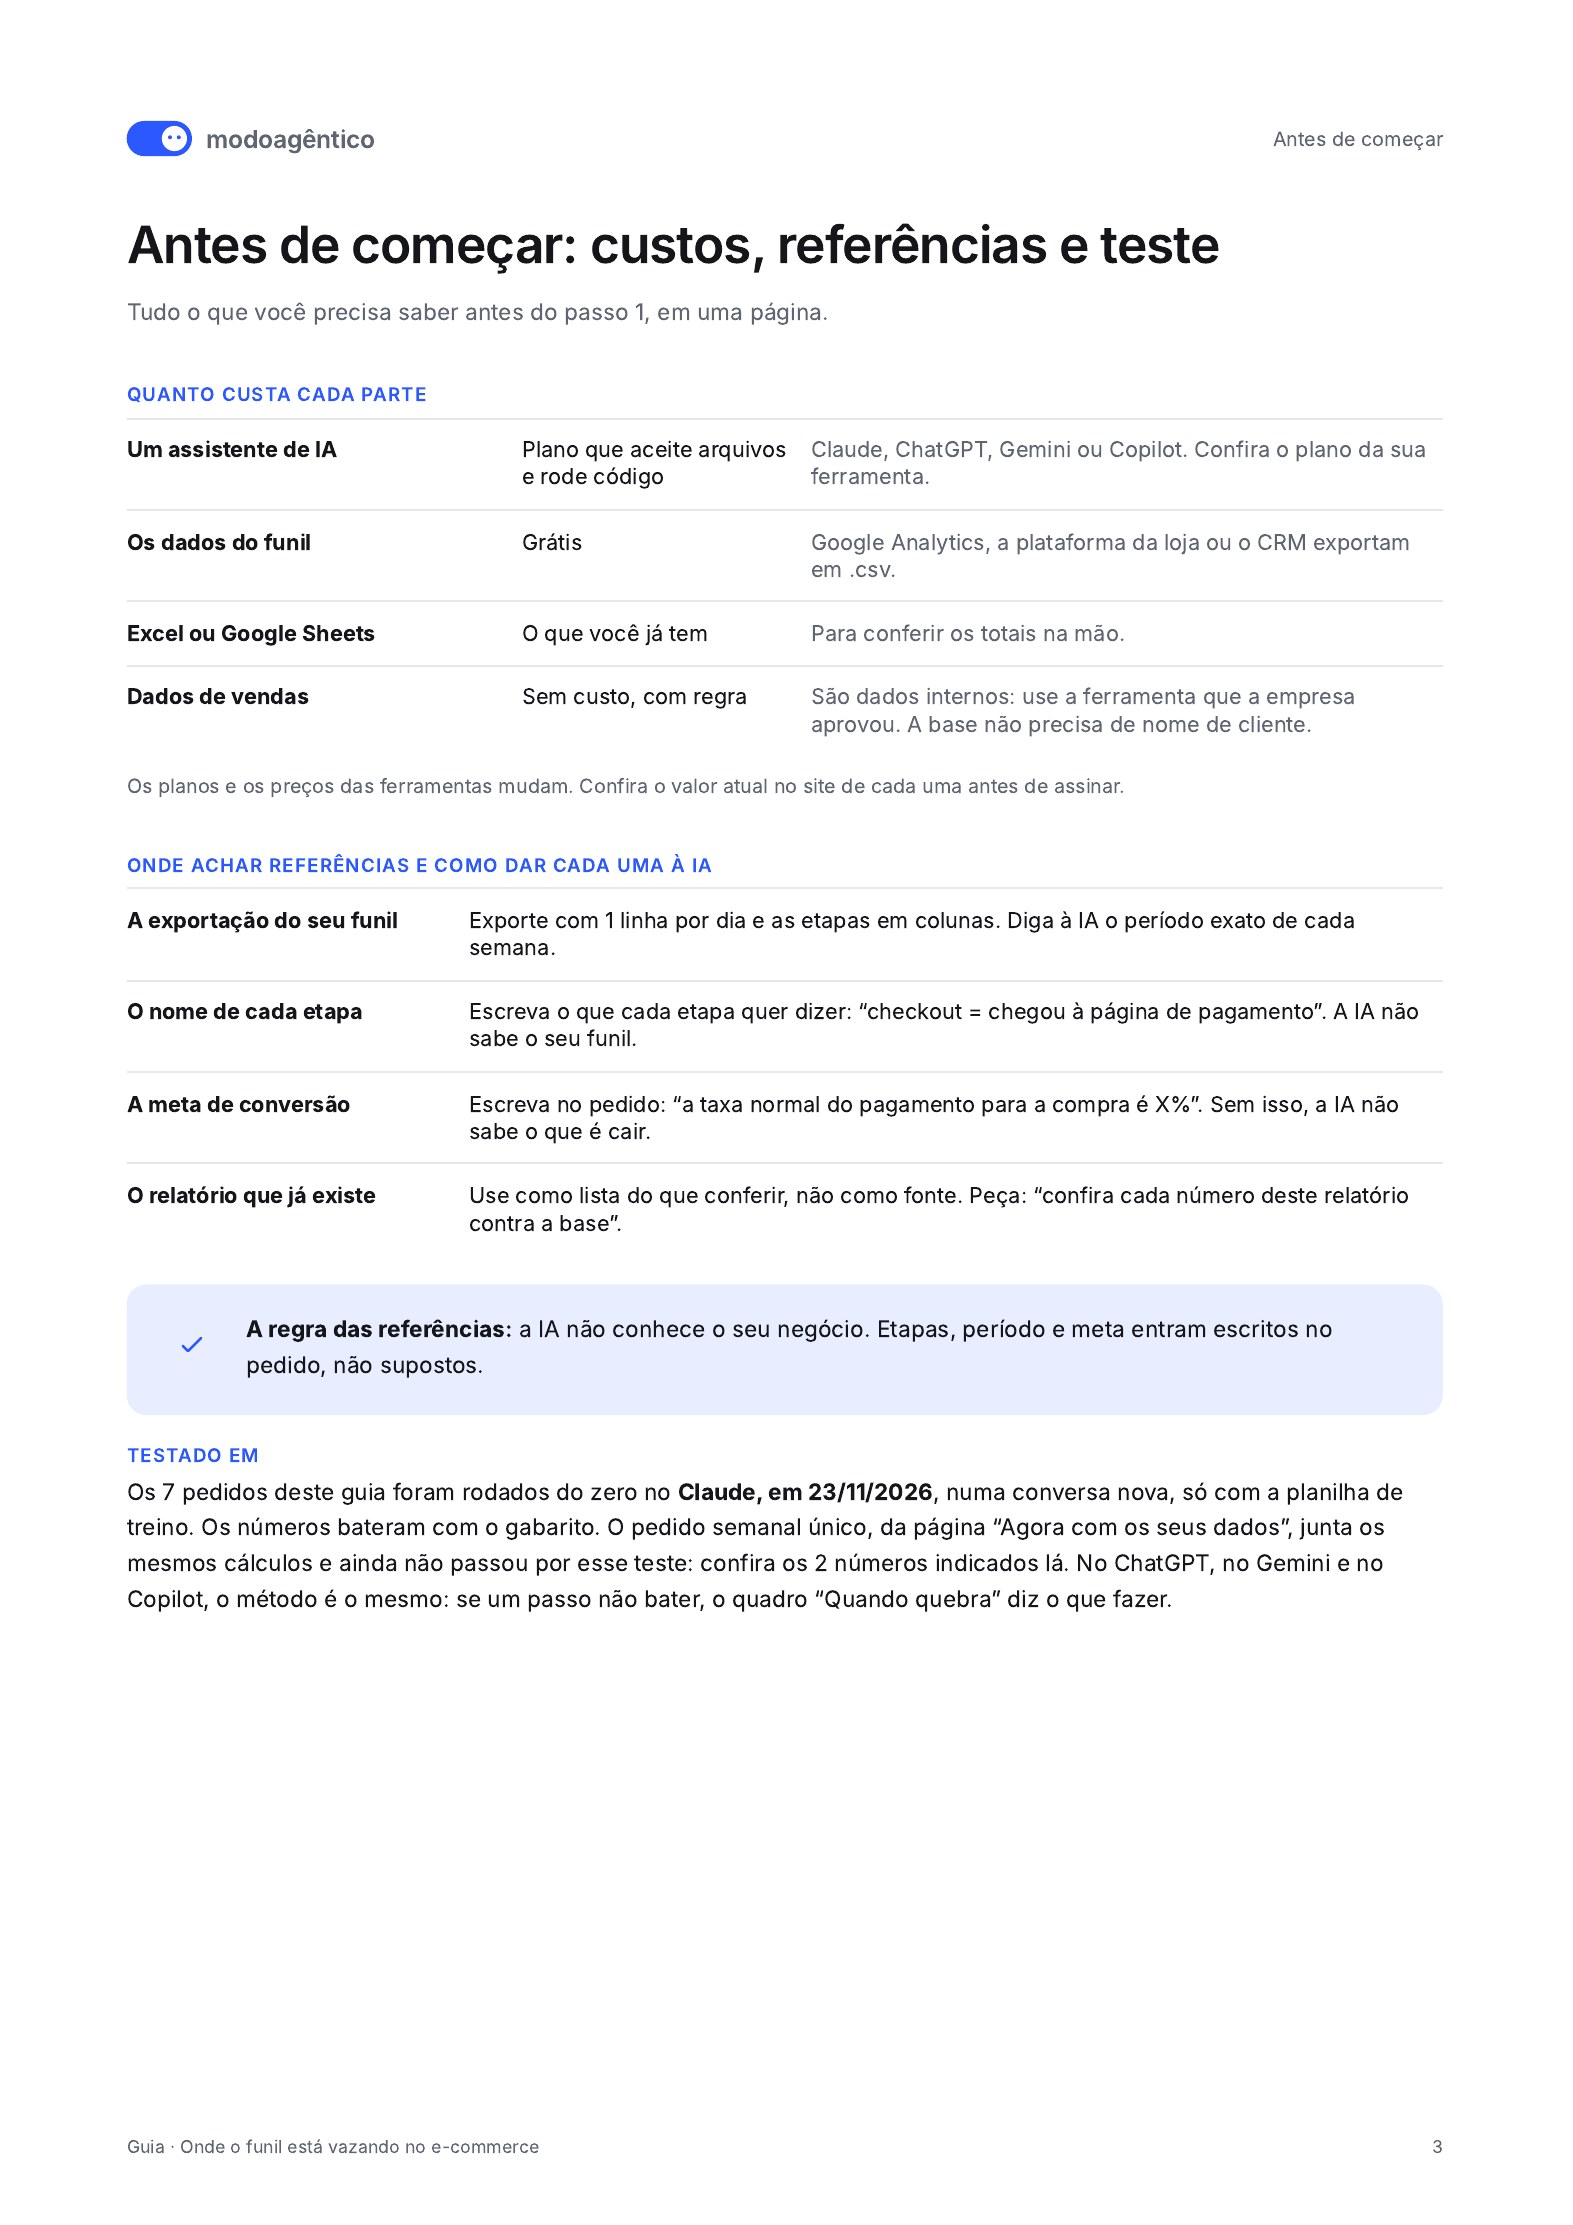 modoagêntico
Antes de começar
Antes de começar: custos, referências e teste
Tudo o que você precisa saber antes do passo 1, em uma página.
QUANTO CUSTA CADA PARTE
Um assistente de IA
Plano que aceite arquivos
e rode código
Claude, ChatGPT, Gemini ou Copilot. Confira o plano da sua
ferramenta.
Os dados do funil
Grátis
Google Analytics, a plataforma da loja ou o CRM exportam
em .csv.
Excel ou Google Sheets
O que você já tem
Para conferir os totais na mão.
Dados de vendas
Sem custo, com regra
São dados internos: use a ferramenta que a empresa
aprovou. A base não precisa de nome de cliente.
Os planos e os preços das ferramentas mudam. Confira o valor atual no site de cada uma antes de assinar.
ONDE ACHAR REFERÊNCIAS E COMO DAR CADA UMA À IA
A exportação do seu funil
Exporte com 1 linha por dia e as etapas em colunas. Diga à IA o período exato de cada
semana.
O nome de cada etapa
Escreva o que cada etapa quer dizer: “checkout = chegou à página de pagamento”. A IA não
sabe o seu funil.
A meta de conversão
Escreva no pedido: “a taxa normal do pagamento para a compra é X%”. Sem isso, a IA não
sabe o que é cair.
O relatório que já existe
Use como lista do que conferir, não como fonte. Peça: “confira cada número deste relatório
contra a base”.
A regra das referências: a IA não conhece o seu negócio. Etapas, período e meta entram escritos no
pedido, não supostos.
TESTADO EM
Os 7 pedidos deste guia foram rodados do zero no Claude, em 23/11/2026, numa conversa nova, só com a planilha de
treino. Os números bateram com o gabarito. O pedido semanal único, da página “Agora com os seus dados”, junta os
mesmos cálculos e ainda não passou por esse teste: confira os 2 números indicados lá. No ChatGPT, no Gemini e no
Copilot, o método é o mesmo: se um passo não bater, o quadro “Quando quebra” diz o que fazer.
Guia · Onde o funil está vazando no e-commerce
3